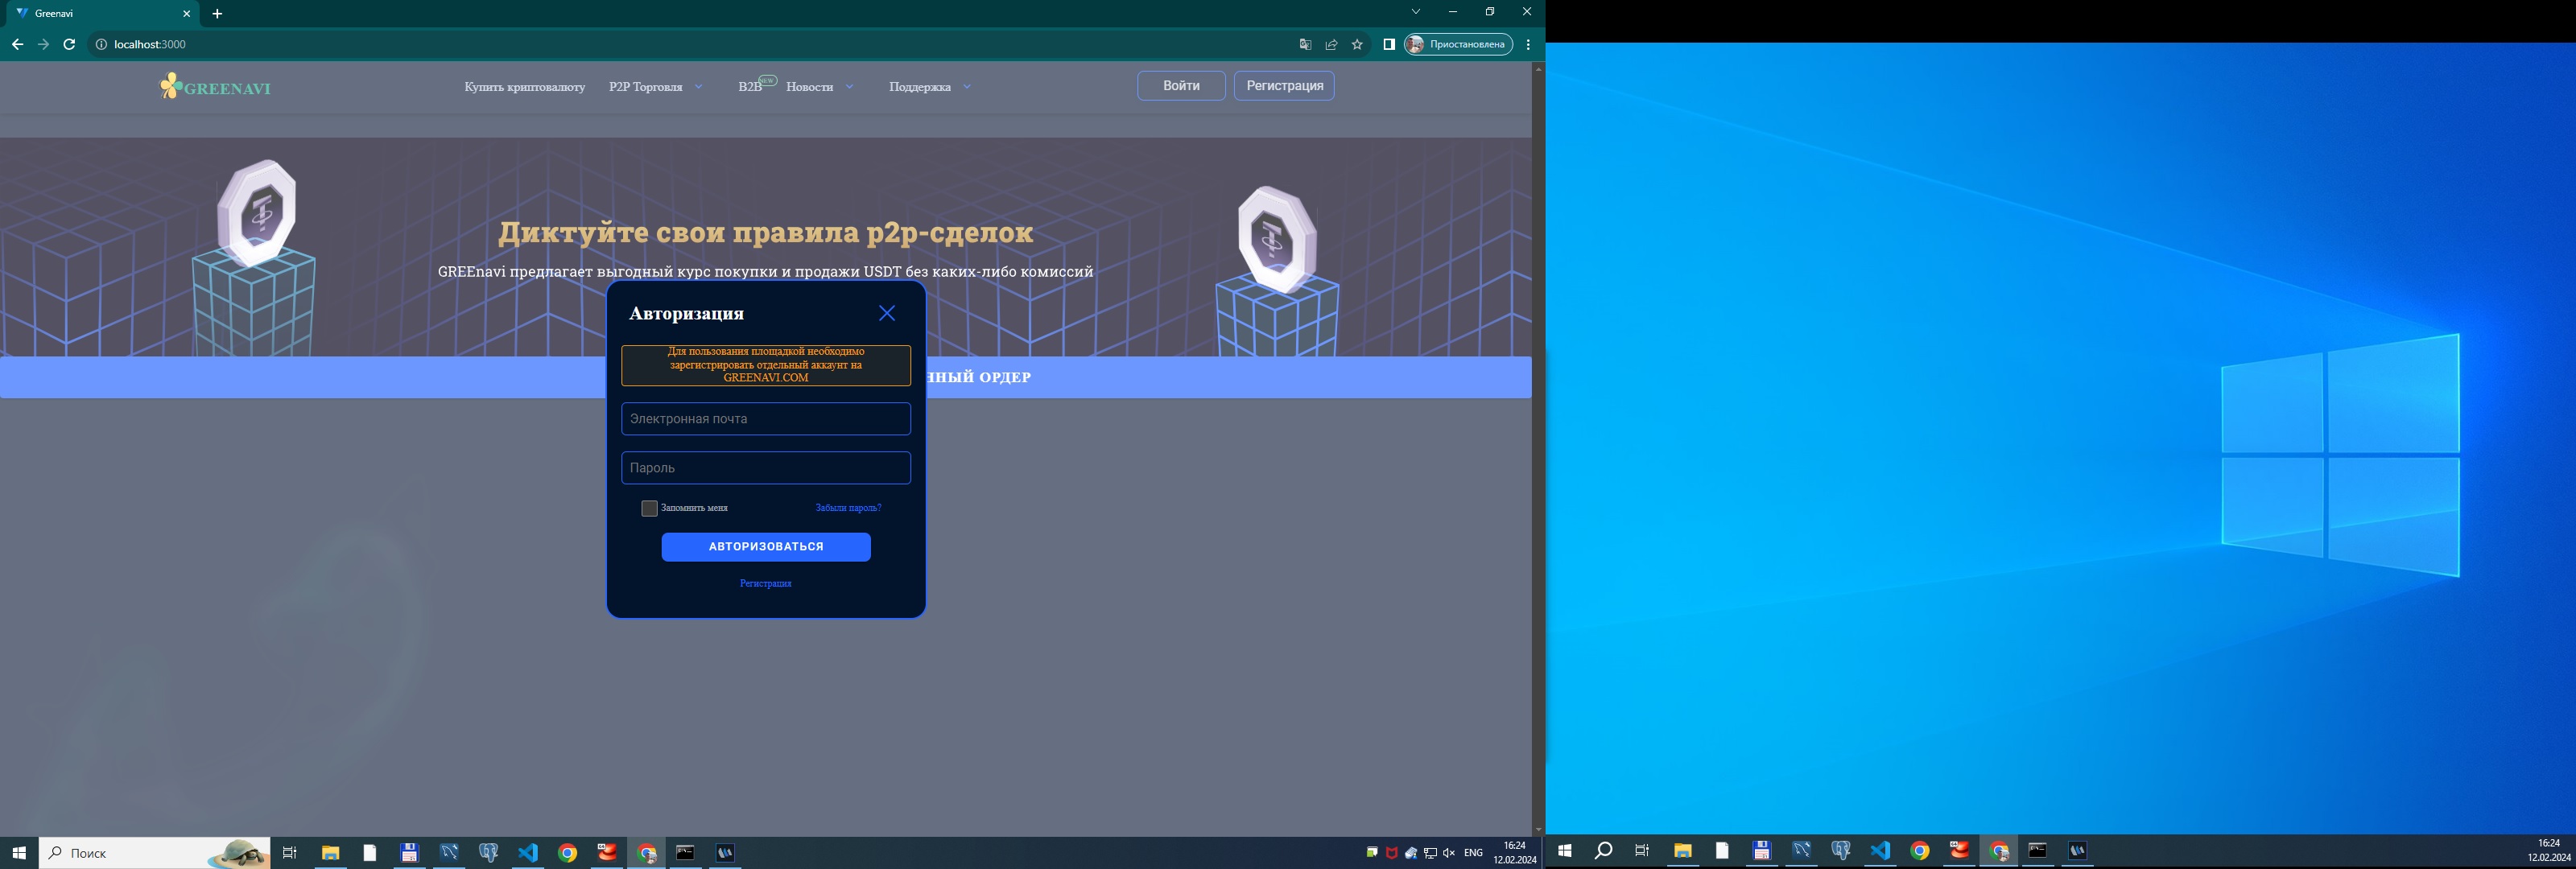 Greenavi
localhost:3000
Приостановлена
GREENAVI
Купить криптовалюту
P2P Торговля
B2B
NEW
Новости
Поддержка
Войти
Регистрация
Диктуйте свои правила p2p-сделок
GREEnavi предлагает выгодный курс покупки и продажи USDT без каких-либо комиссий
Авторизация
Для пользования площадкой необходимо
зарегистрировать отдельный аккаунт на
GREENAVI.COM
ННЫЙ ОРДЕР
Электронная почта
Пароль
Запомнить меня
Забыли пароль?
АВТОРИЗОВАТЬСЯ
Регистрация
Поиск
ENG
16:24
12.02.2024
16:24
12.02.2024